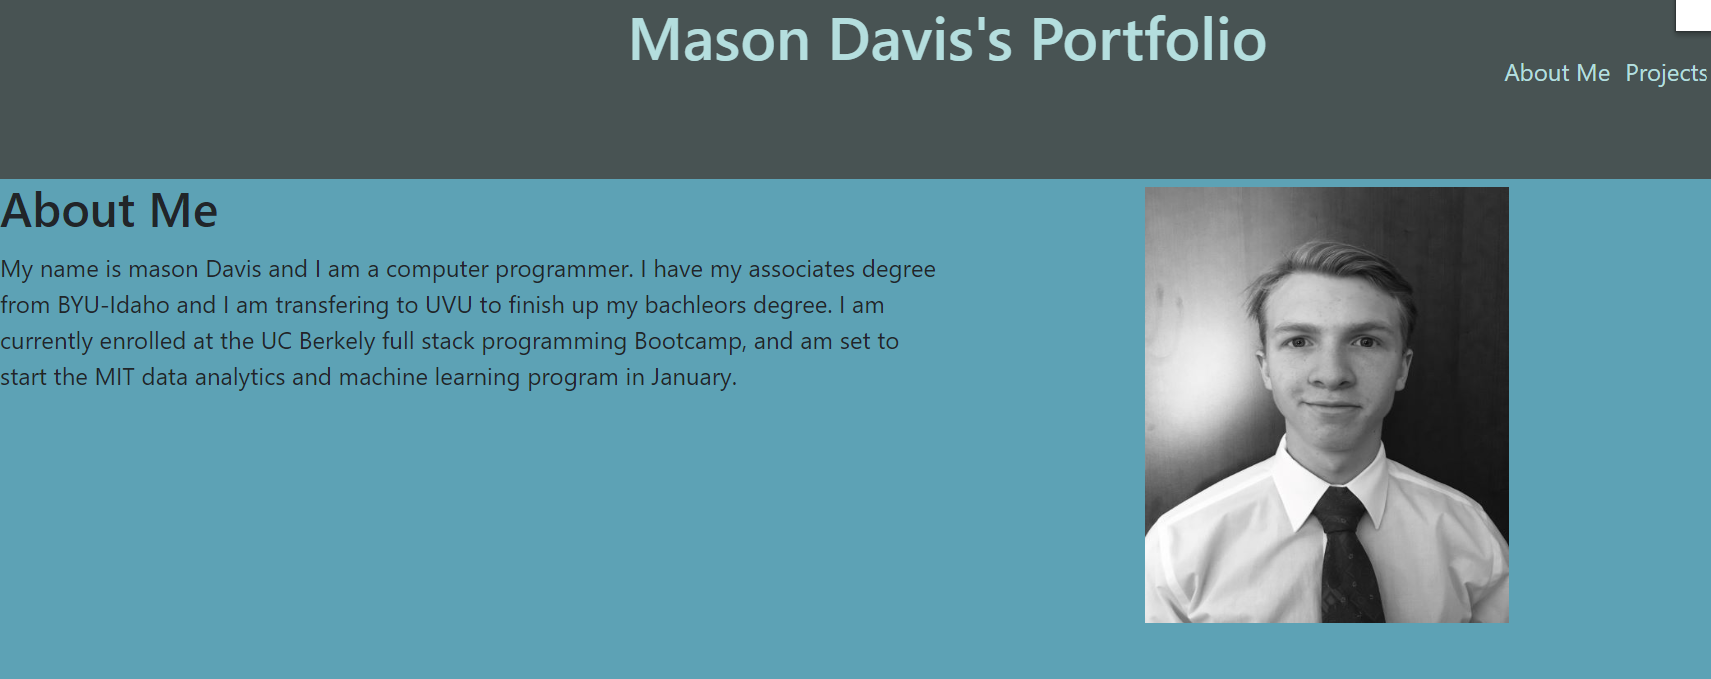 Mason Davis's Portfolio
About Me Projects
About Me
My name is mason Davis and I am a computer programmer. I have my associates degree
from BYU-Idaho and I am transfering to UVU to finish up my bachleors degree. I am
currently enrolled at the UC Berkely full stack programming Bootcamp, and am set to
start the MIT data analytics and machine learning program in January.